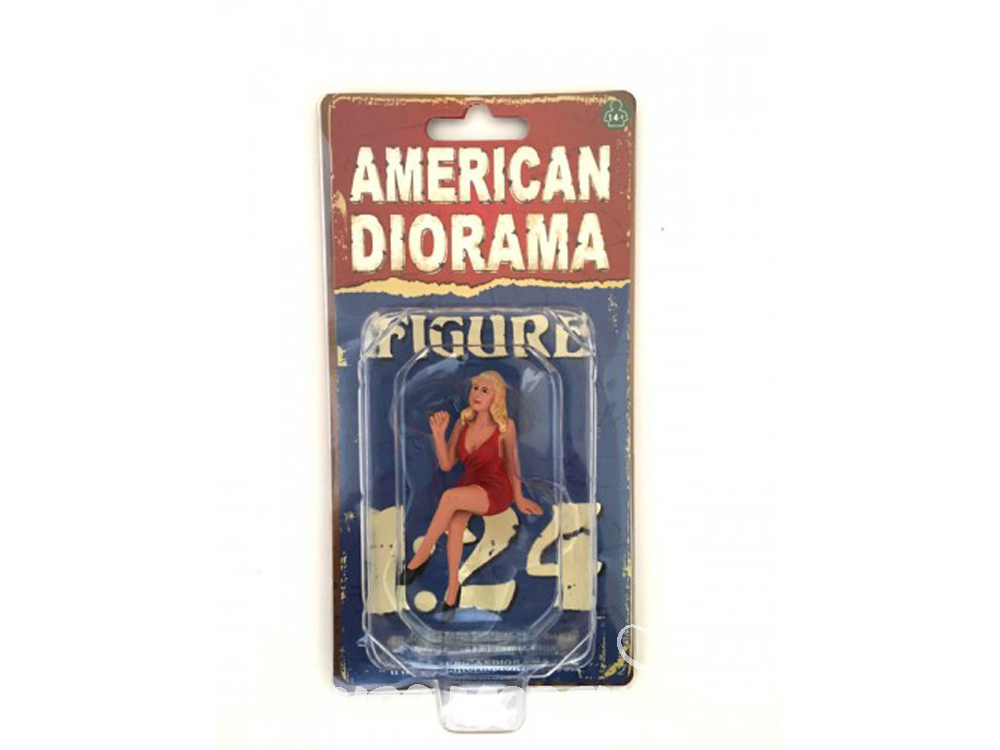 14+
AMERICAN
DIORAMA
FIGURE
1:24